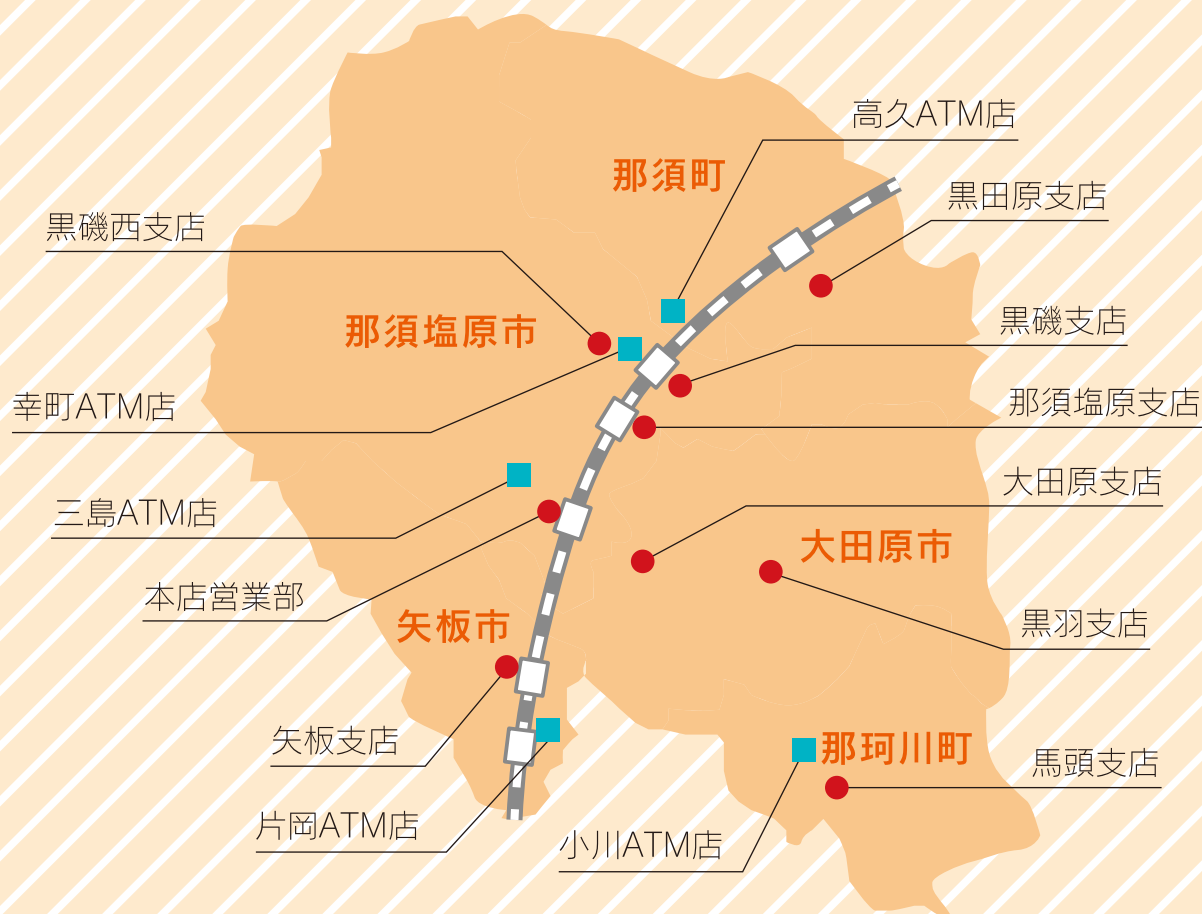 高久ATM店
那須町
黒田原支店
黒磯西支店
黒磯支店
那須塩原市
幸町ATM店
那須塩原支店
大田原支店
三島ATM店
大田原市
本店営業部
矢板市
黒羽支店
矢板支店
那珂川町
馬頭支店
片岡ATM店
小川ATM店